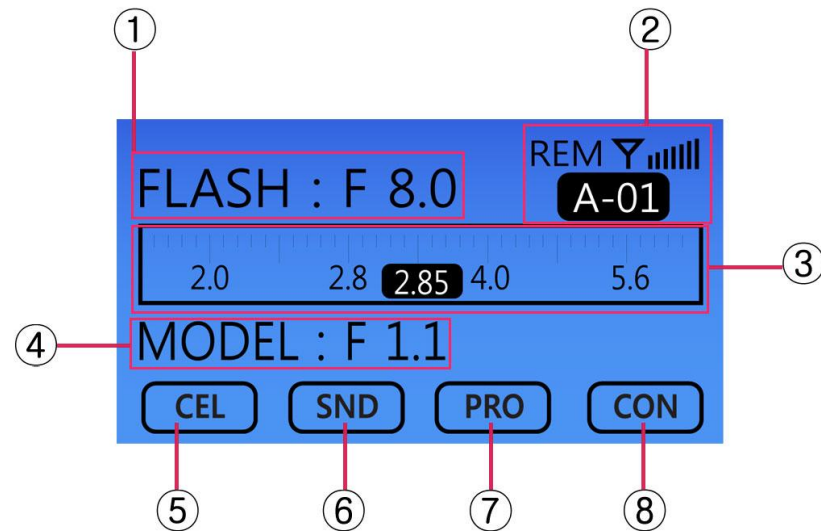 ① ②
REM
FLASH : F 8.0
A-01
2.0 2.8 2.85 4.0 5.6
③
④
MODEL : F 1.1
CEL SND PRO CON
⑤ ⑥ ⑦ ⑧